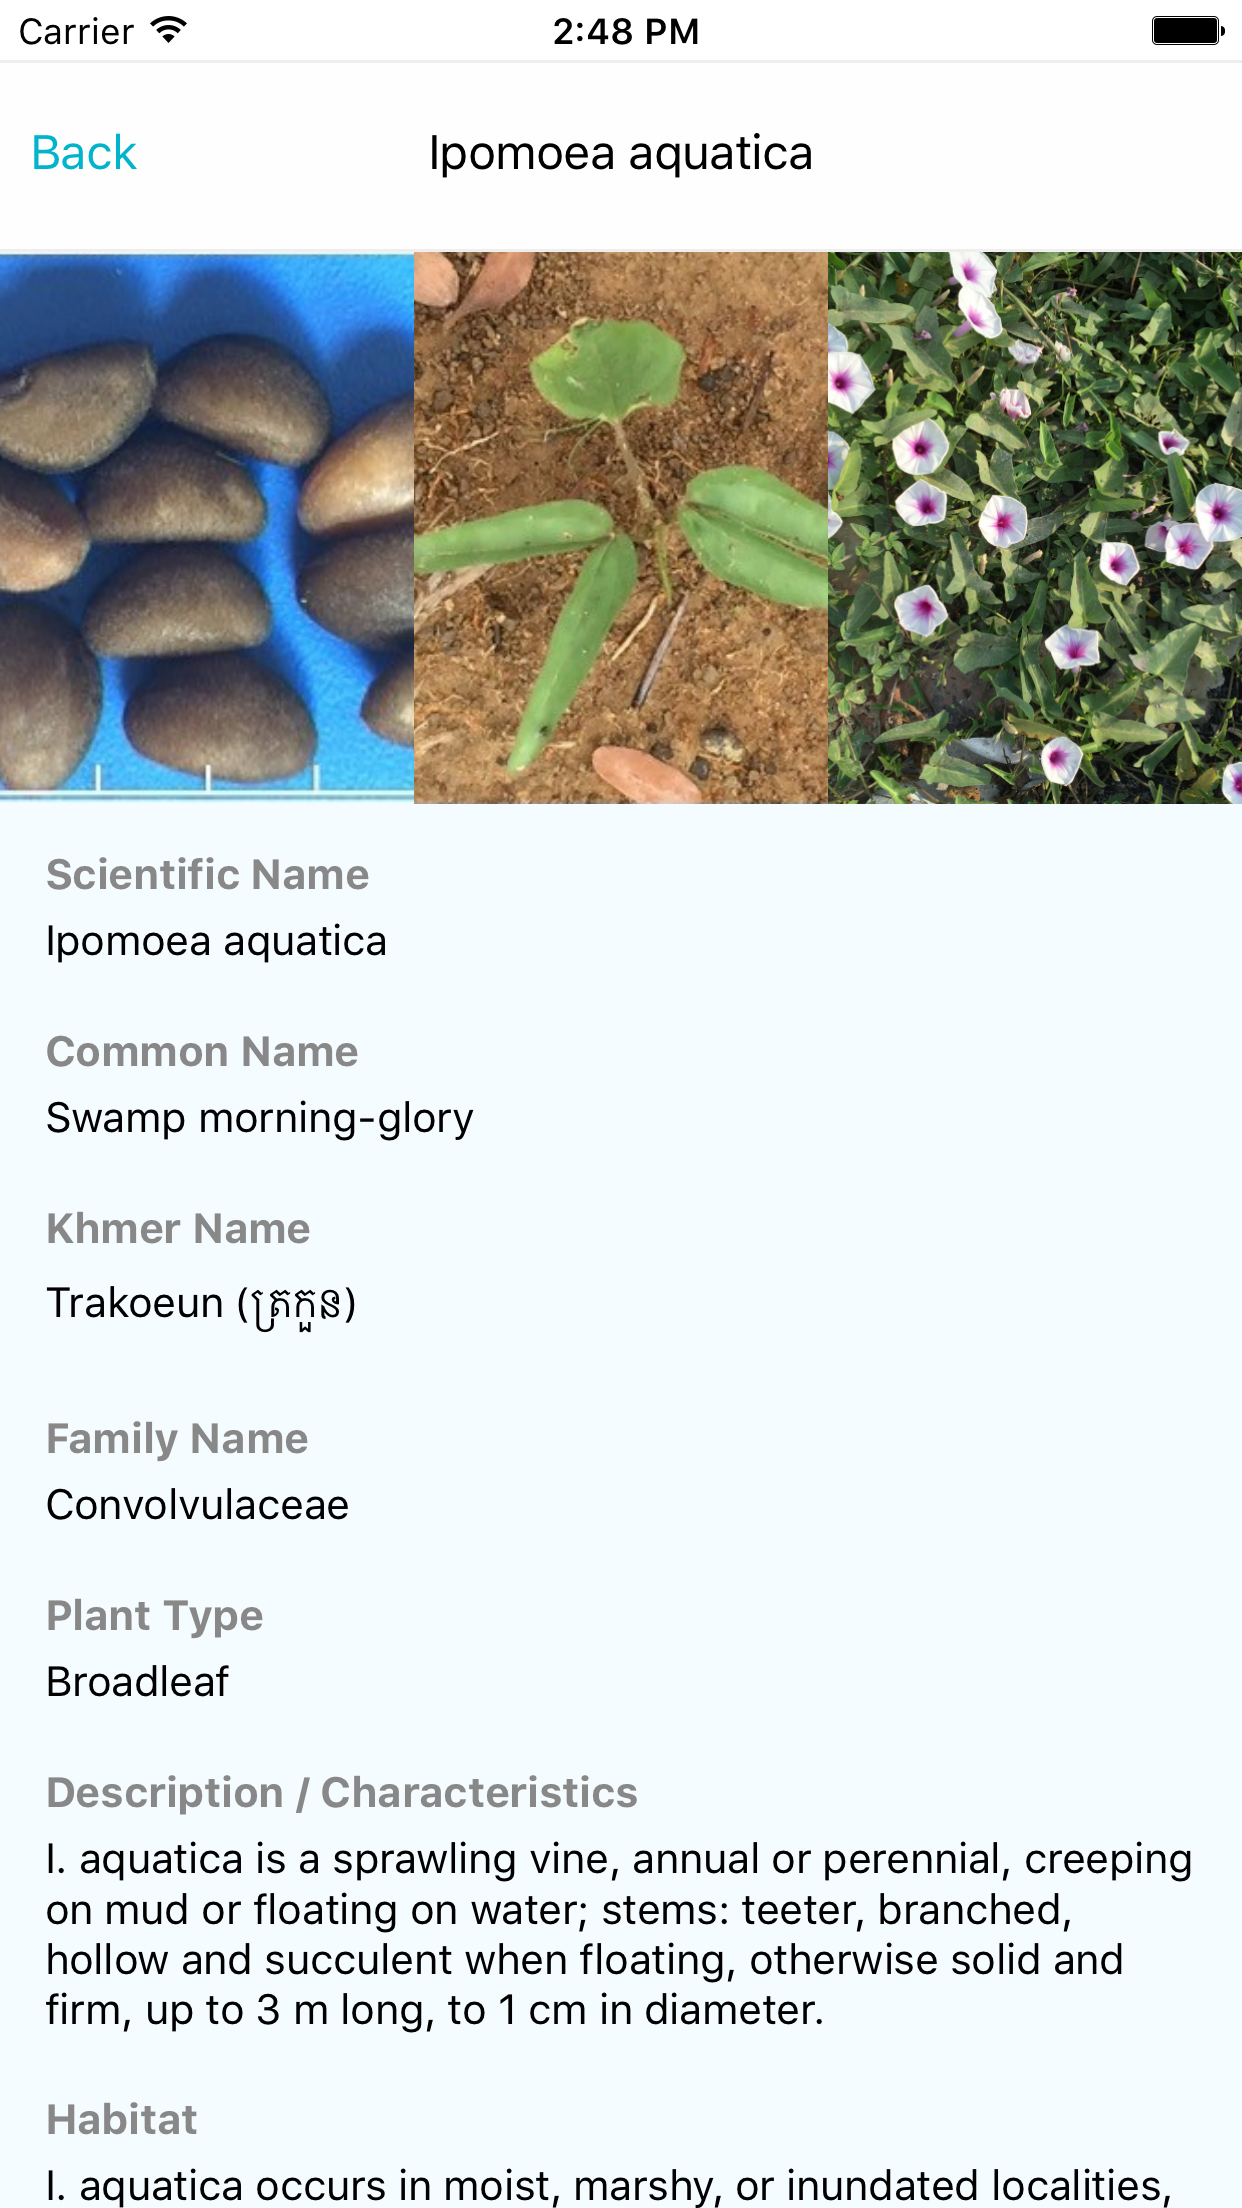 Carrier 2:48 PM
Back Ipomoea aquatica
Scientific Name
Ipomoea aquatica
Common Name
Swamp morning-glory
Khmer Name
Trakoeun (ត្រកួន)
Family Name
Convolvulaceae
Plant Type
Broadleaf
Description / Characteristics
I. aquatica is a sprawling vine, annual or perennial, creeping
on mud or floating on water; stems: teeter, branched,
hollow and succulent when floating, otherwise solid and
firm, up to 3 m long, to 1 cm in diameter.
Habitat
I. aquatica occurs in moist, marshy, or inundated localities,